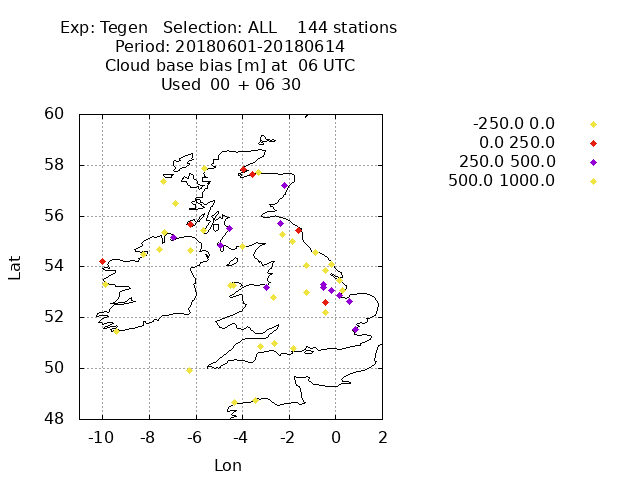 Exp: Tegen   Selection: ALL    144 stations
Period: 20180601-20180614
Cloud base bias [m] at  06 UTC
Used  00  + 06 30
-250.0 0.0
0.0 250.0
250.0 500.0
500.0 1000.0
60
58
56
54
52
50
48
Lat
-10 -8 -6 -4 -2 0 2
Lon